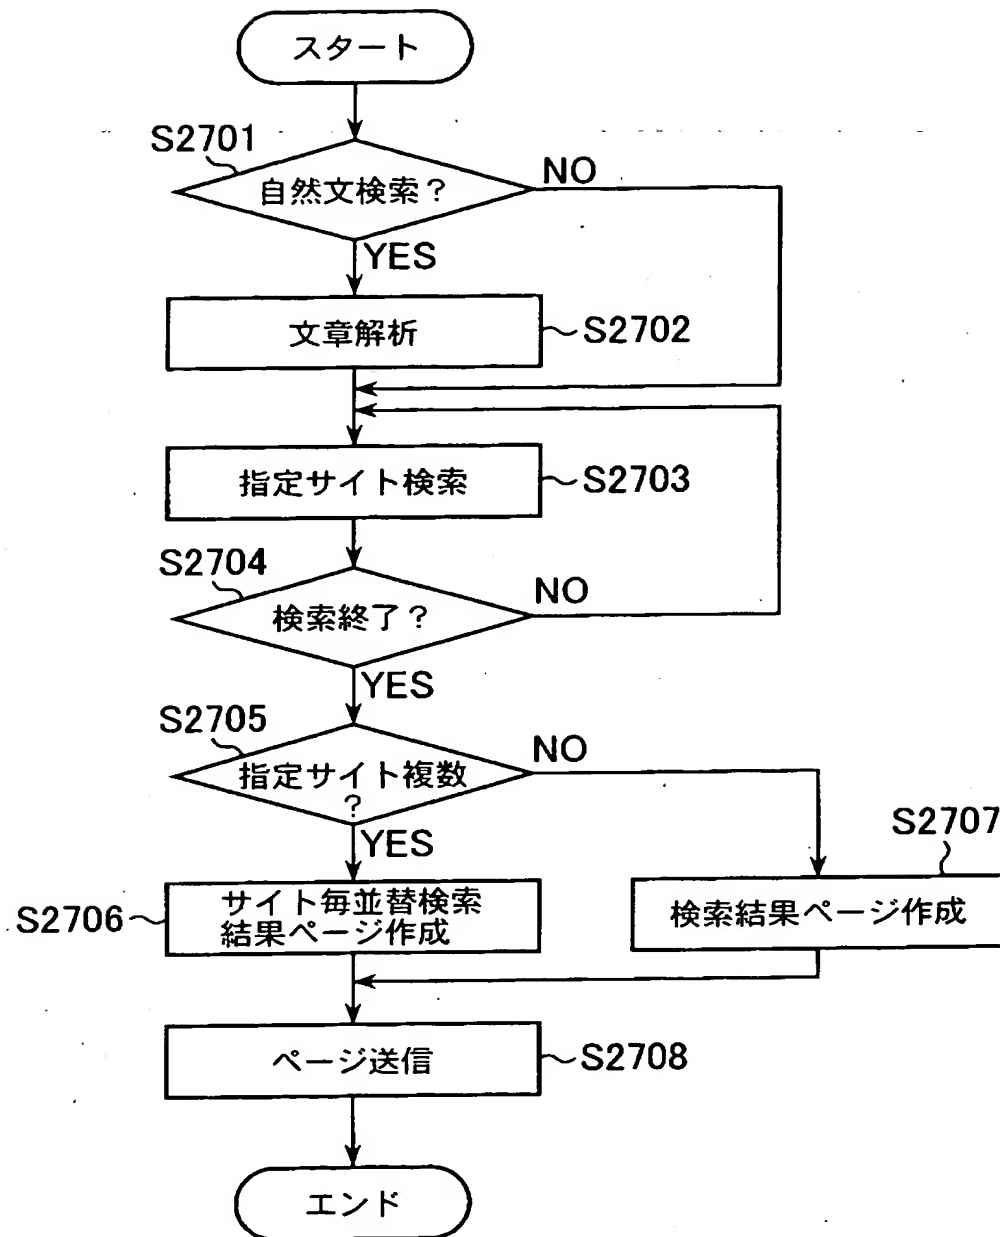 スタート
S2701
自然文検索？
NO
YES
文章解析
S2702
指定サイト検索
S2703
S2704
検索終了？
NO
YES
S2705
指定サイト複数
？
NO
YES
S2707
S2706
サイト毎並替検索
結果ページ作成
検索結果ページ作成
ページ送信
S2708
エンド